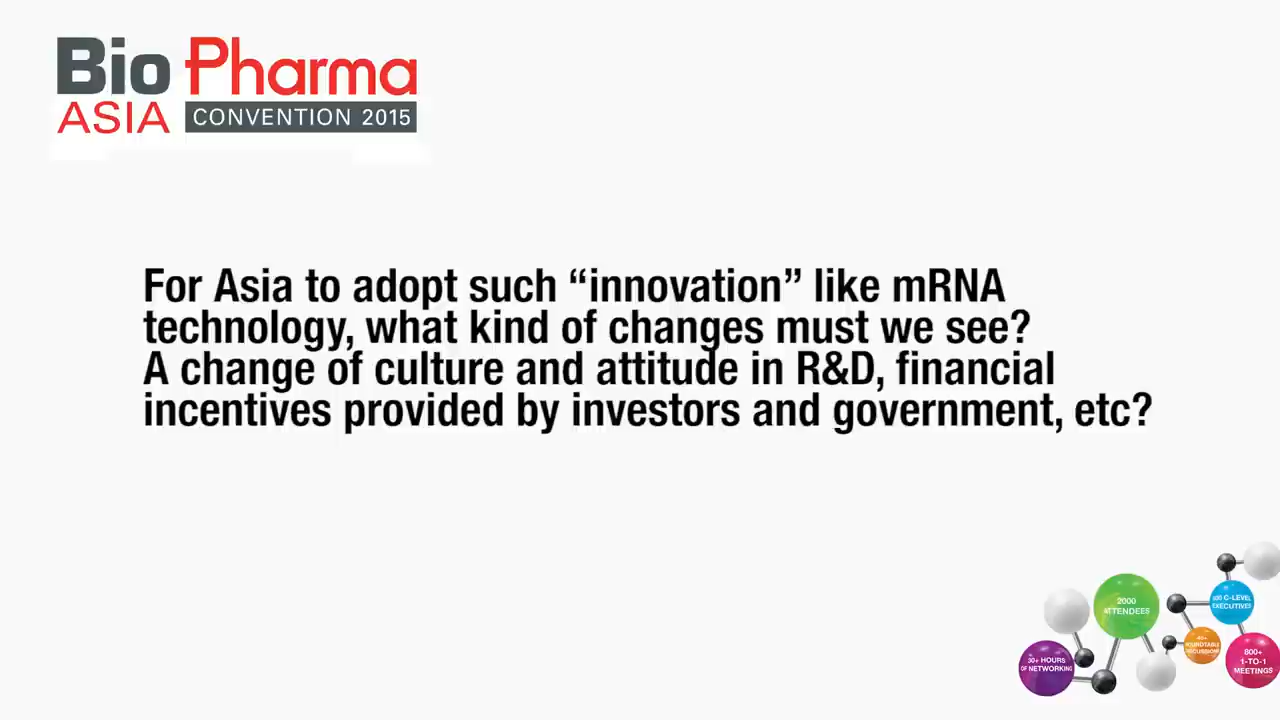 Bio Pharma
ASIA CONVENTION 2015
For Asia to adopt such “innovation” like mRNA
technology, what kind of changes must we see?
A change of culture and attitude in R&D, financial
incentives provided by investors and government, etc?
2000
ATTENDEES
C-LEVEL
EXECUTIVES
30+ HOURS
OF NETWORKING
ROUNDTABLE
DISCUSSIONS
800+
1-TO-1
MEETINGS